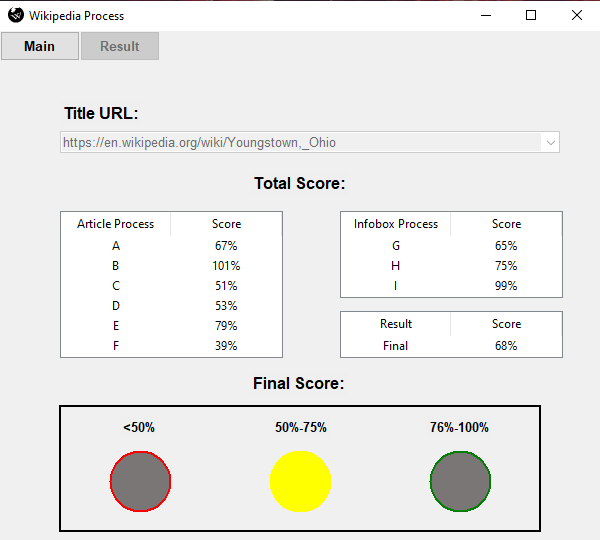 Wikipedia Process
Main Result
Title URL:
https://en.wikipedia.org/wiki/Youngstown,_Ohio
Total Score:
Article Process Score
A 67%
B 101%
C 51%
D 53%
E 79%
F 39%
Infobox Process Score
G 65%
H 75%
I 99%
Result Score
Final 68%
Final Score:
<50% 50%-75% 76%-100%